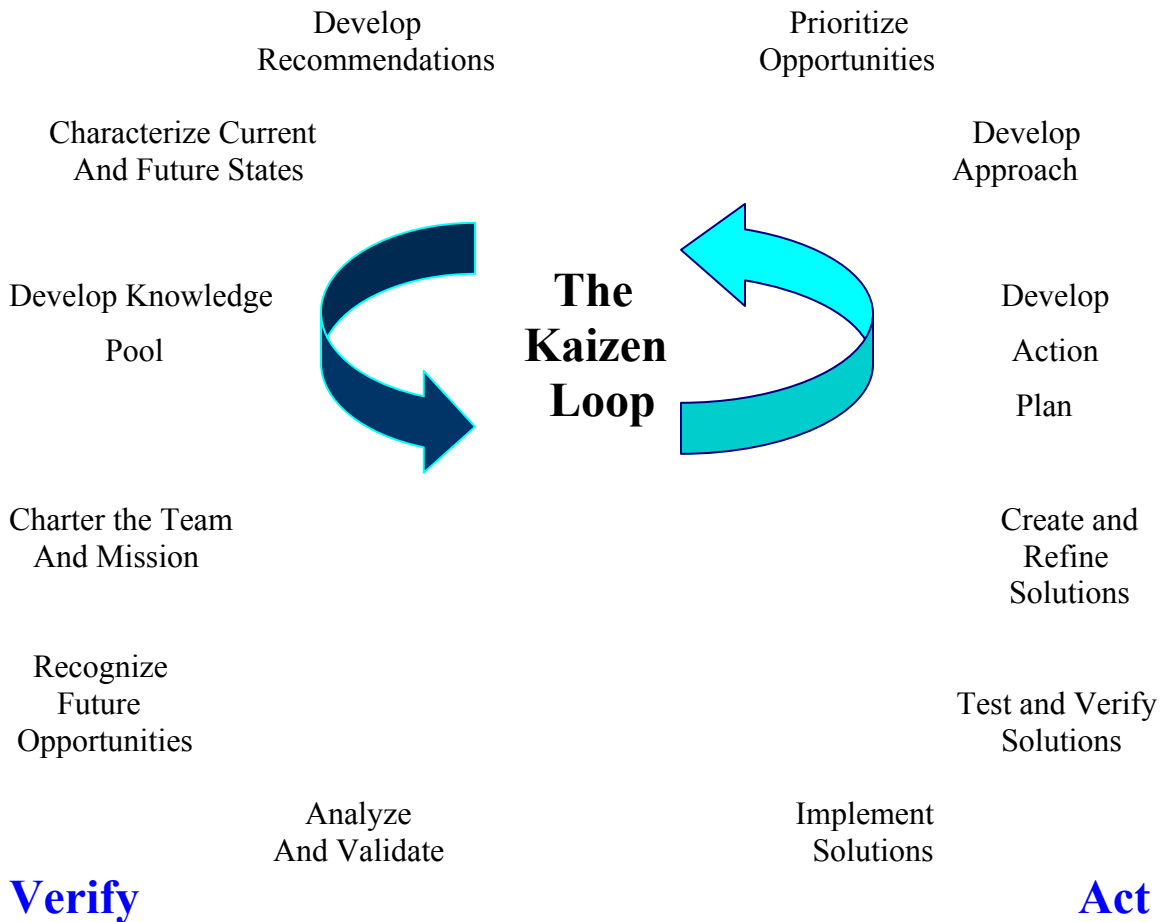 Develop
Recommendations
Prioritize
Opportunities
Characterize Current
And Future States
Develop
Approach
Develop Knowledge
Pool
The
Kaizen
Loop
Develop
Action
Plan
Charter the Team
And Mission
Create and
Refine
Solutions
Recognize
Future
Opportunities
Test and Verify
Solutions
Analyze
And Validate
Implement
Solutions
Verify
Act